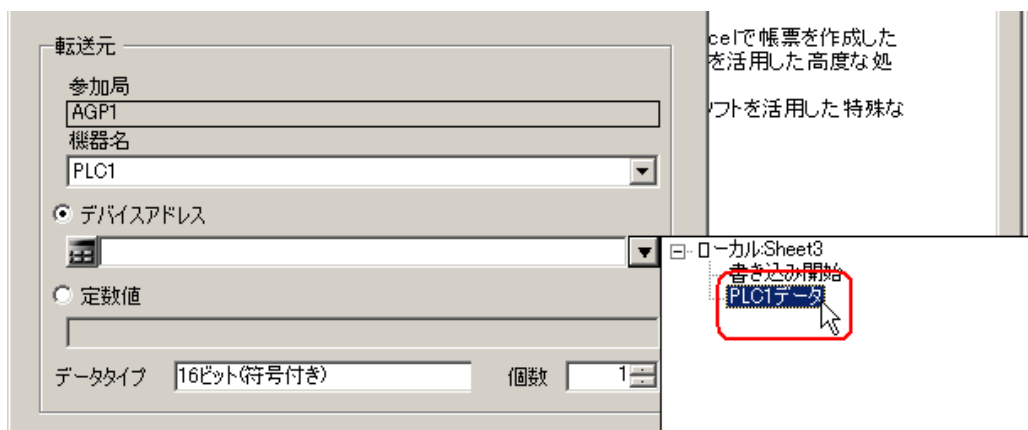 転送元
参加局
AGP1
機器名
PLC1
デバイスアドレス
定数値
データタイプ 16ビット(符号付き) 個数 1
celで帳票を作成した
を活用した高度な処
フトを活用した特殊な
ローカル:Sheet3
書き込み開始
PLC1データ